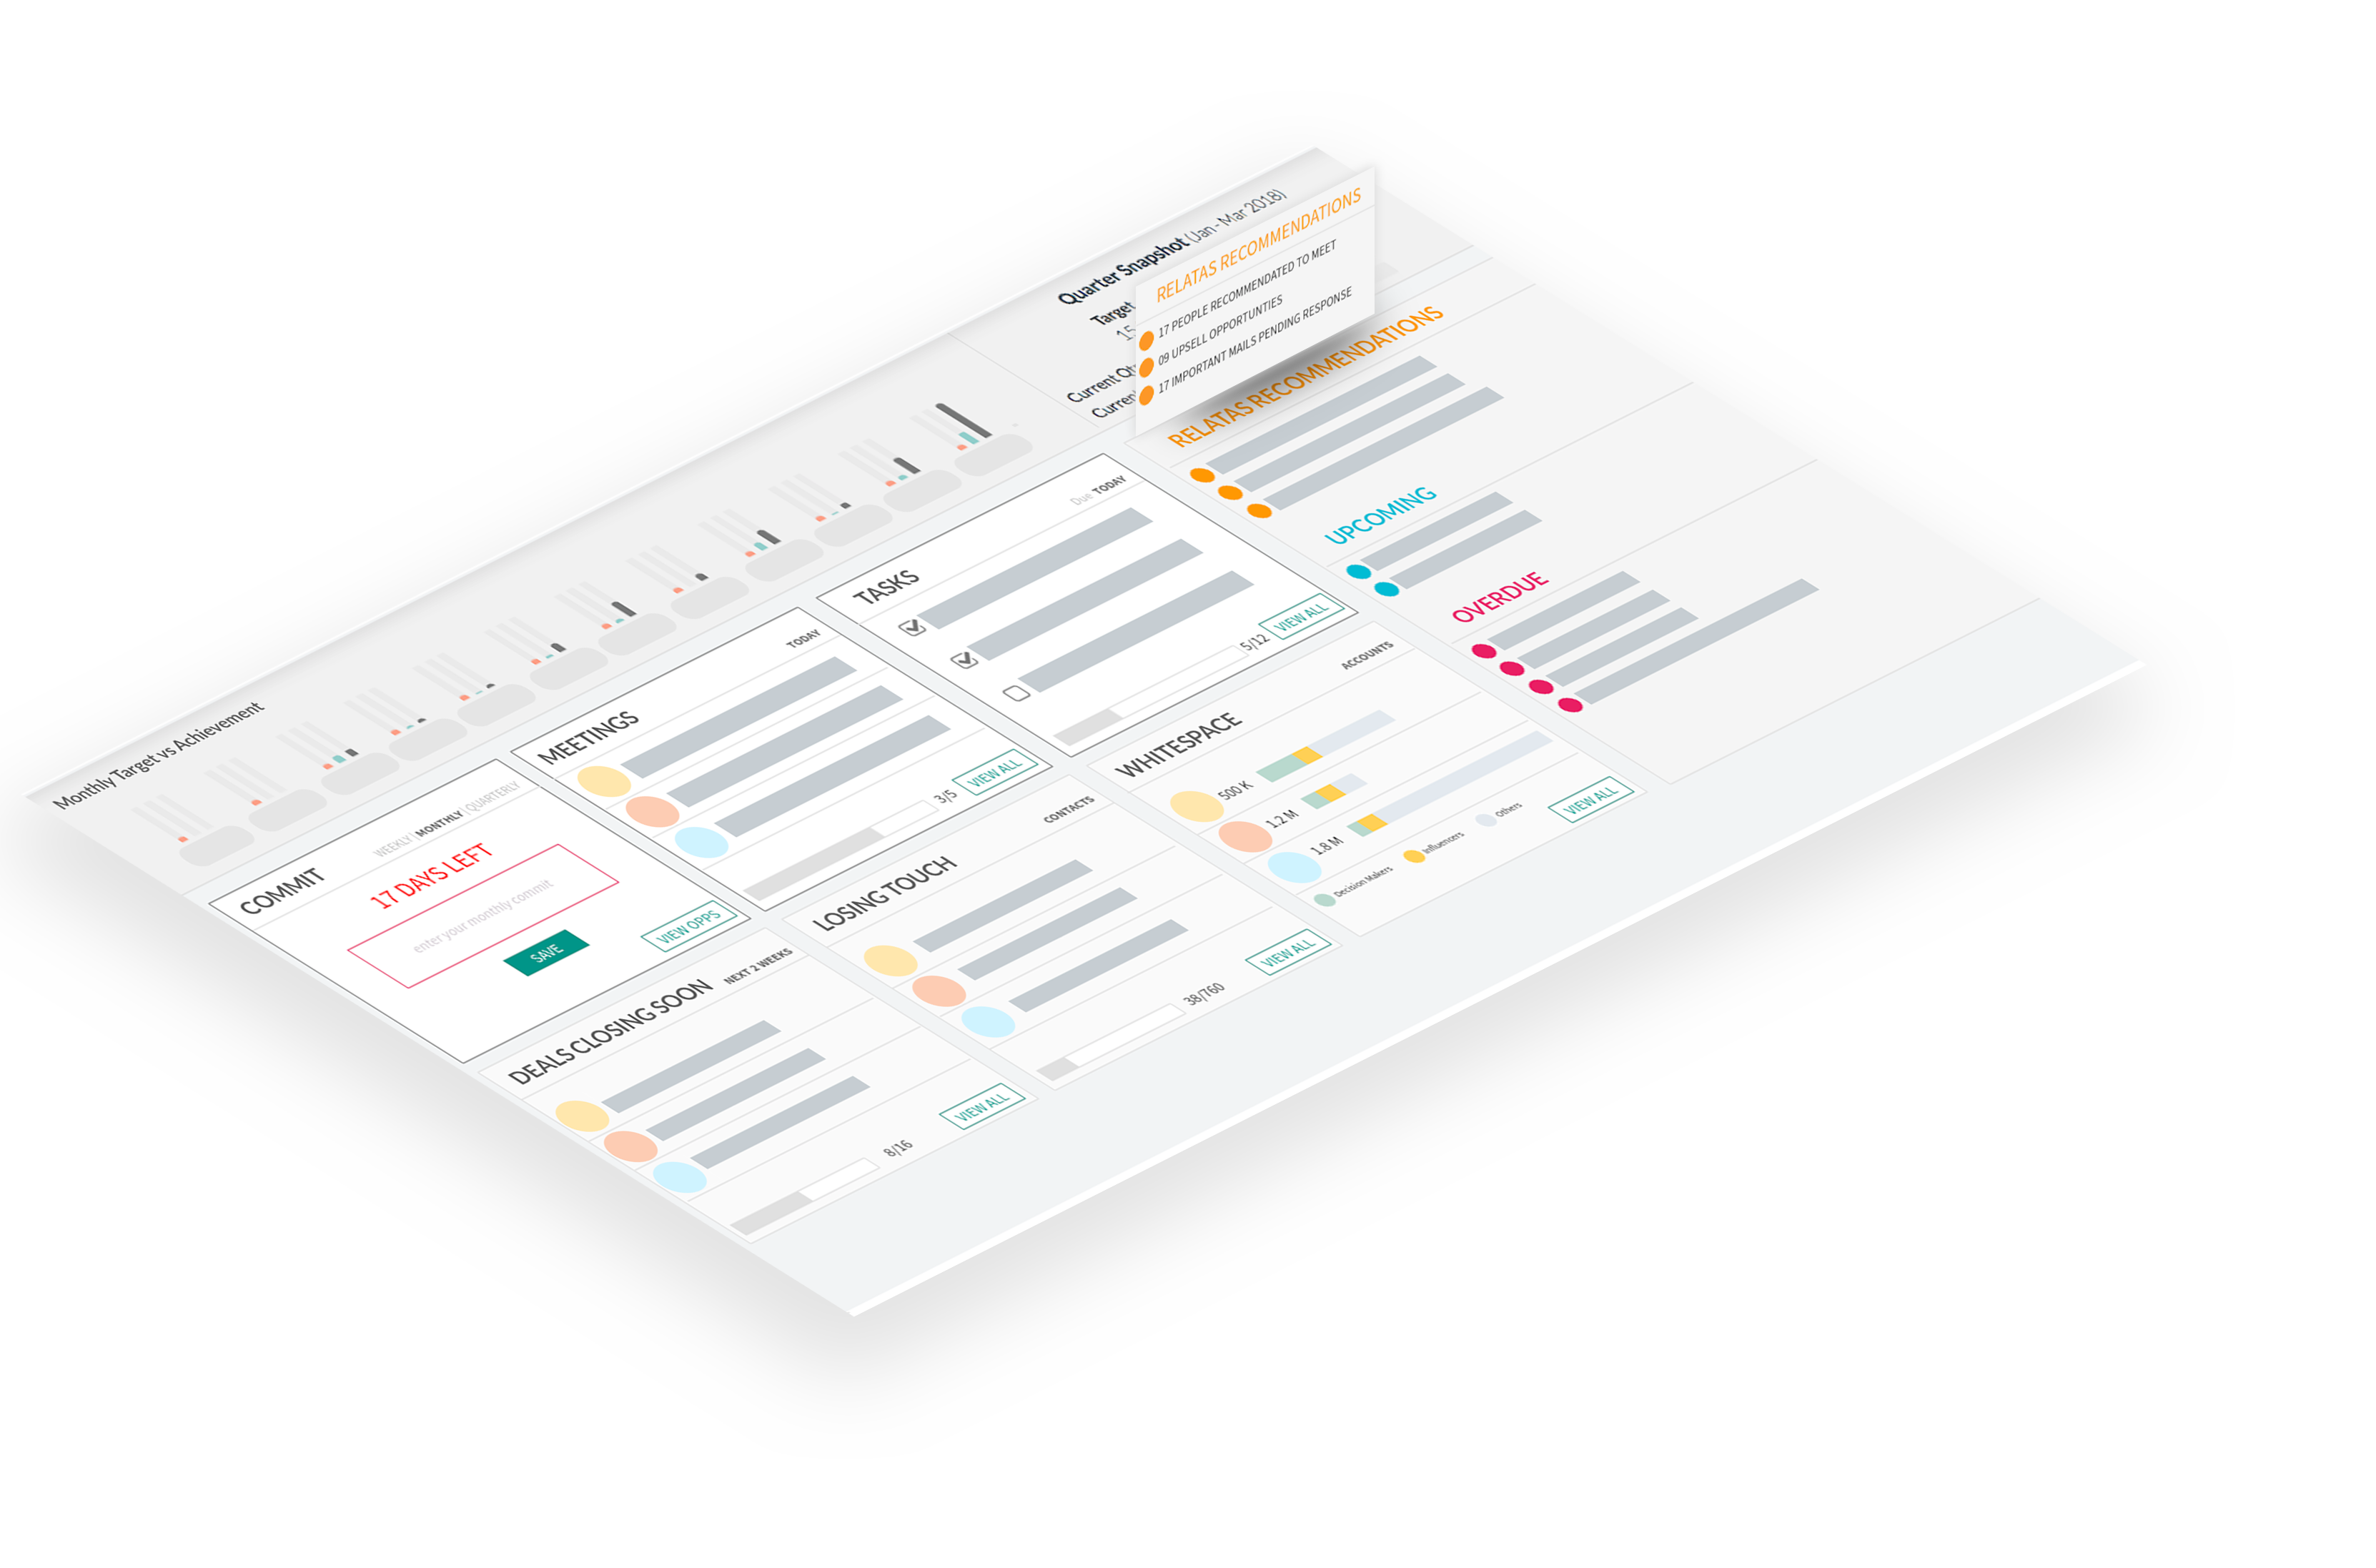 Monthly Target vs Achievement
Quarter Snapshot (Jan - Mar 2018)
Target
15
Current Qt
Curren
RELATAS RECOMMENDATIONS
17 PEOPLE RECOMMENDATED TO MEET
09 UPSELL OPPORTUNTIES
17 IMPORTANT MAILS PENDING RESPONSE
COMMIT
WEEKLY | MONTHLY | QUARTERLY
17 DAYS LEFT
enter your monthly commit
SAVE
VIEW OPPS
MEETINGS
TODAY
3/5
VIEW ALL
TASKS
Due TODAY
5/12
VIEW ALL
RELATAS RECOMMENDATIONS
UPCOMING
OVERDUE
DEALS CLOSING SOON
NEXT 2 WEEKS
8/16
VIEW ALL
LOSING TOUCH
CONTACTS
38/760
VIEW ALL
WHITESPACE
ACCOUNTS
500 K
1.2 M
1.8 M
Decision Makers
Influencers
Others
VIEW ALL